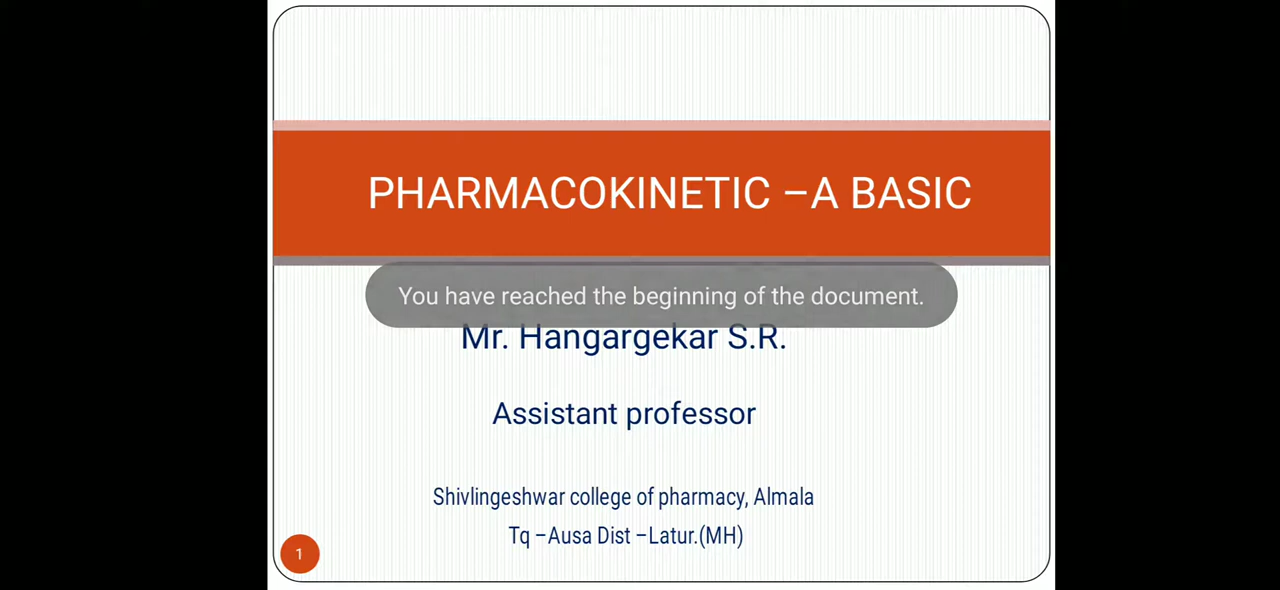 PHARMACOKINETIC –A BASIC
You have reached the beginning of the document.
Mr. Hangargekar S.R.
Assistant professor
Shivlingeshwar college of pharmacy, Almala
Tq –Ausa Dist –Latur.(MH)
1